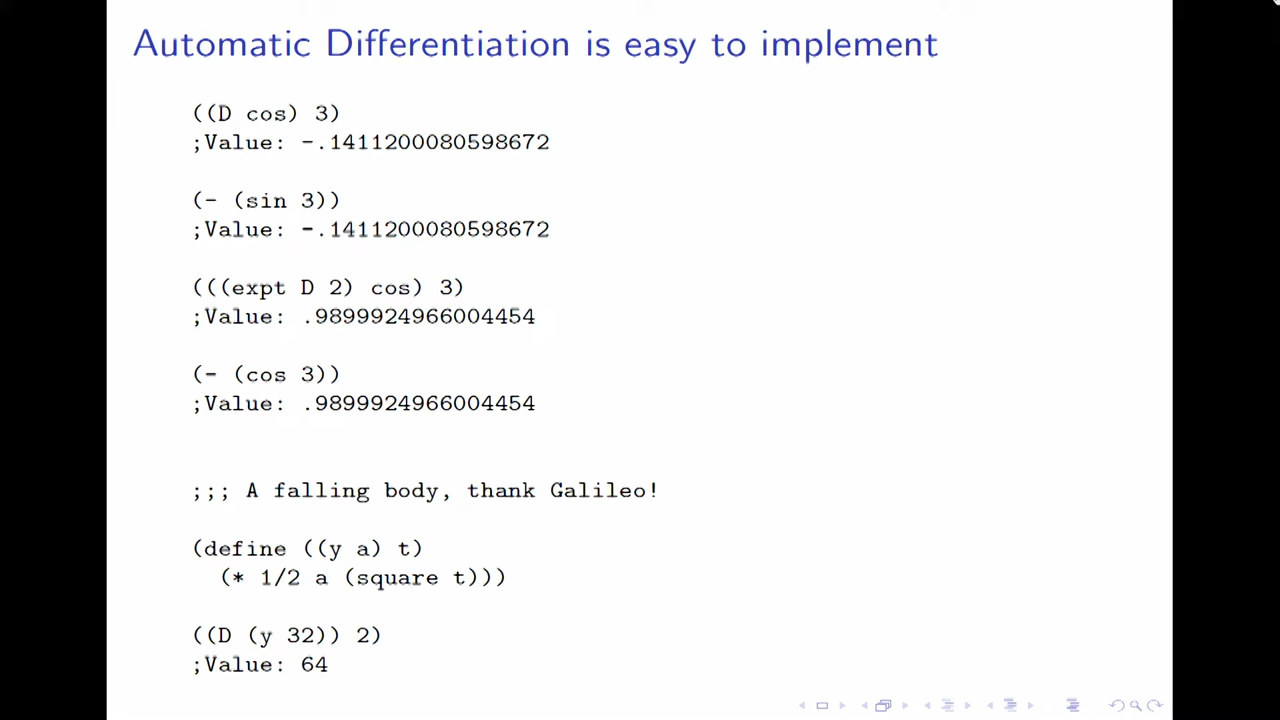 Automatic Differentiation is easy to implement
((D cos) 3)
;Value: -.1411200080598672
(- (sin 3))
;Value: -.1411200080598672
(((expt D 2) cos) 3)
;Value: .9899924966004454
(- (cos 3))
;Value: .9899924966004454
;;; A falling body, thank Galileo!
(define ((y a) t)
(* 1/2 a (square t)))
((D (y 32)) 2)
;Value: 64